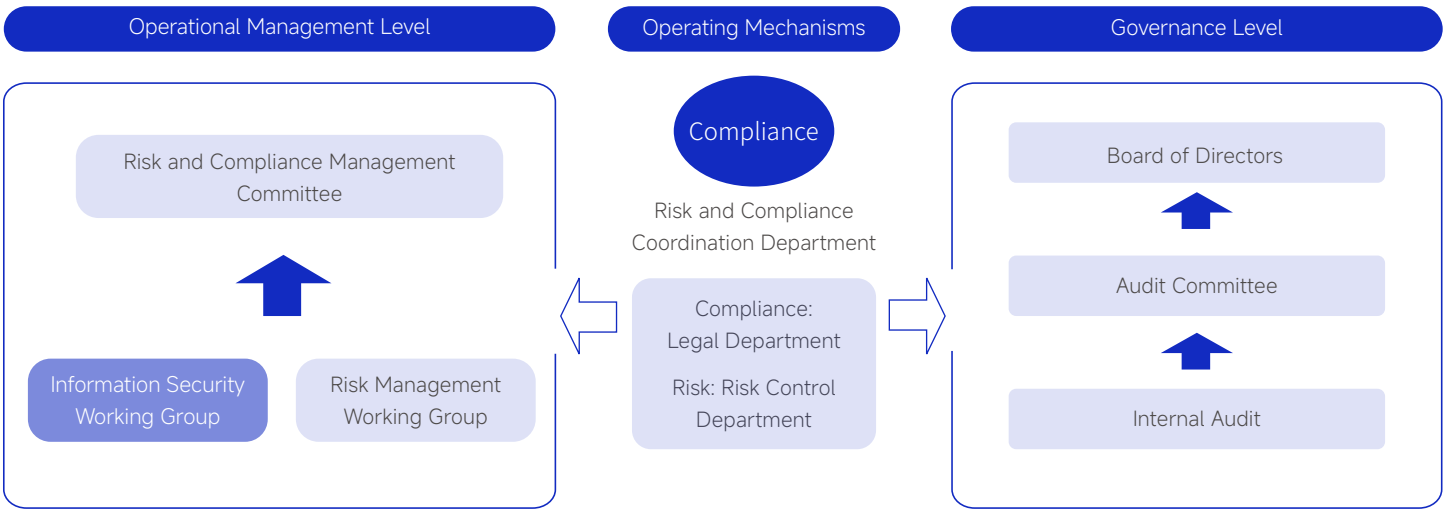 Operational Management Level
Operating Mechanisms
Governance Level
Risk and Compliance Management
Committee
Information Security
Working Group
Risk Management
Working Group
Compliance
Risk and Compliance
Coordination Department
Compliance:
Legal Department
Risk: Risk Control
Department
Board of Directors
Audit Committee
Internal Audit